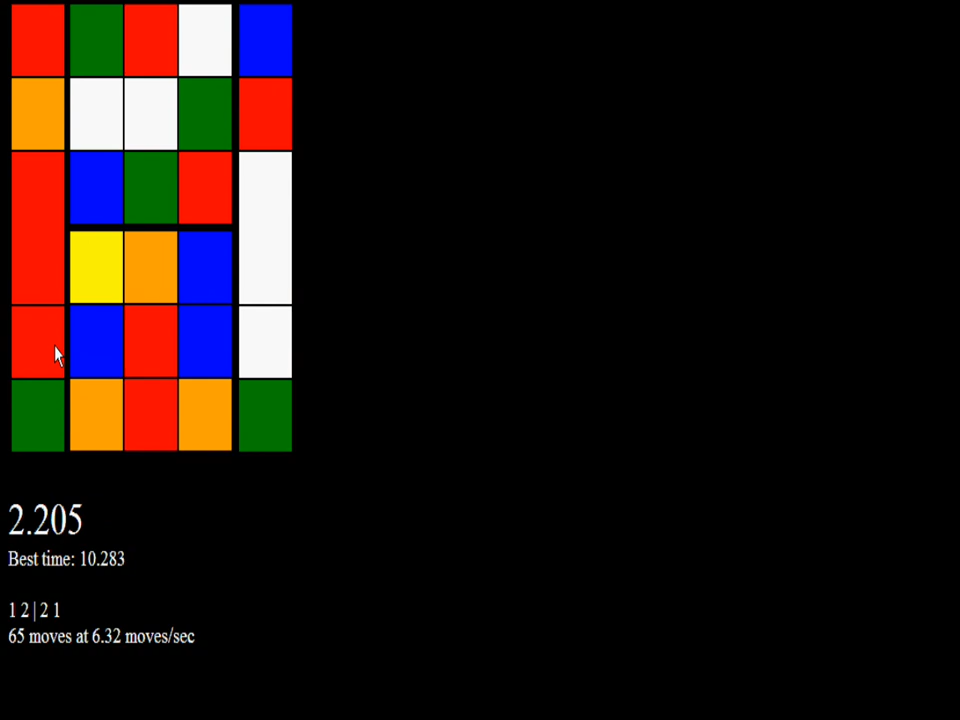 2.205
Best time: 10.283
1 2 | 2 1
65 moves at 6.32 moves/sec